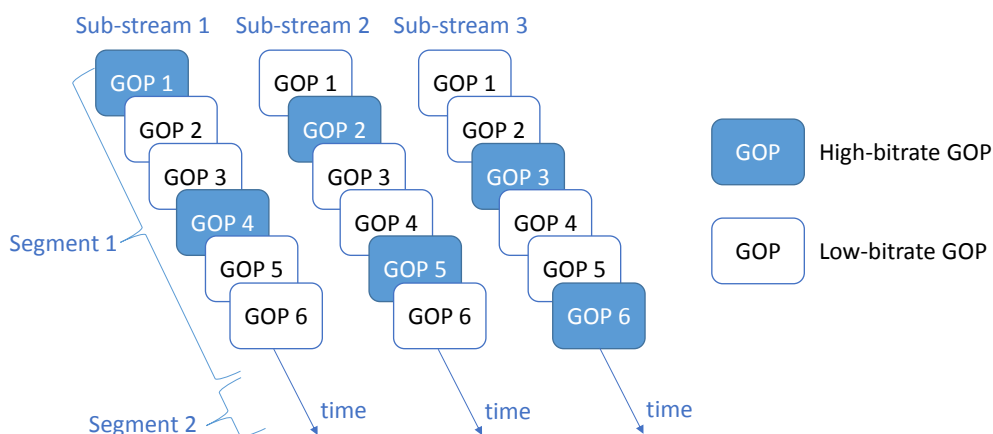 Sub-stream 1
Sub-stream 2
Sub-stream 3
GOP 1
GOP 2
GOP 3
GOP 4
GOP 5
GOP 6
GOP 1
GOP 2
GOP 3
GOP 4
GOP 5
GOP 6
GOP 1
GOP 2
GOP 3
GOP 4
GOP 5
GOP 6
Segment 1
Segment 2
time
time
time
GOP
High-bitrate GOP
GOP
Low-bitrate GOP